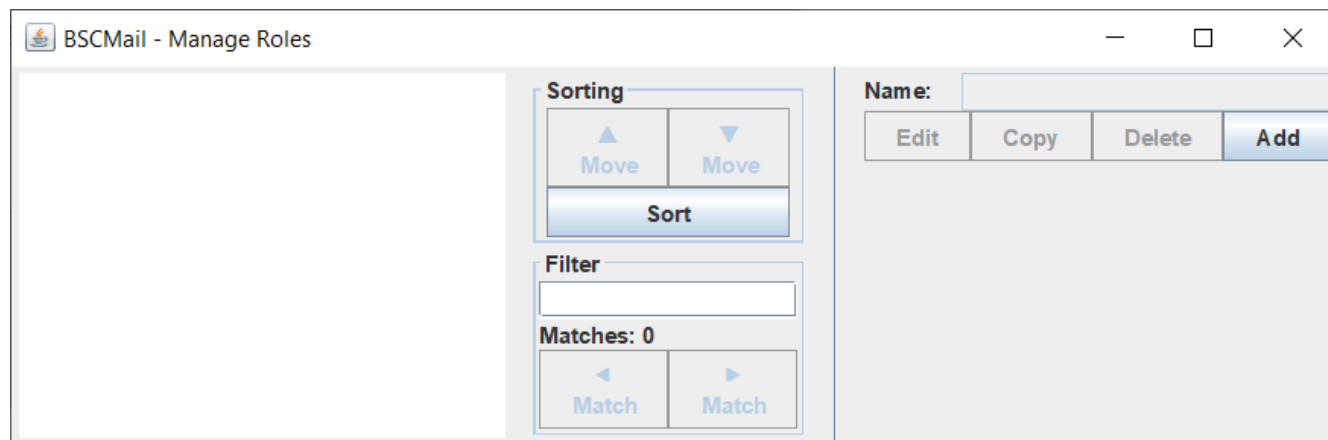 BSCMail - Manage Roles
Sorting
Move Move
Sort
Filter
Matches: 0
Match Match
Name:
Edit Copy Delete Add